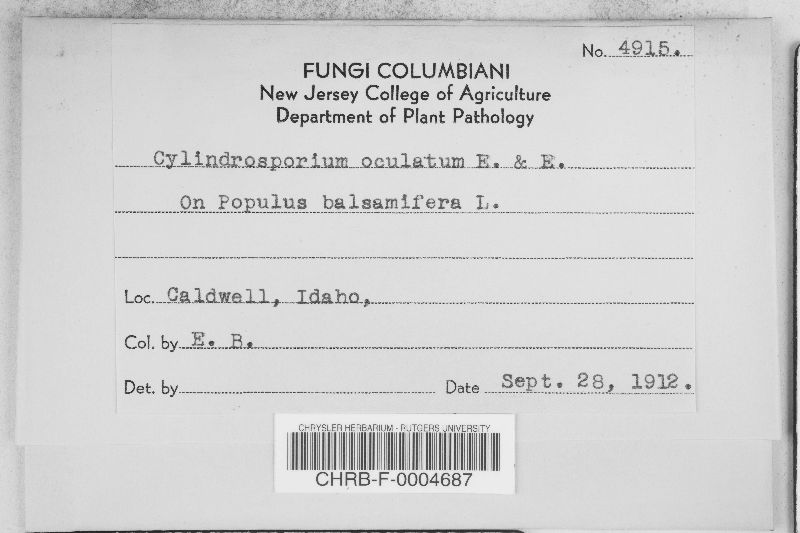 No. 4915.
FUNGI COLUMBIANI
New Jersey College of Agriculture
Department of Plant Pathology
Cylindrosporium oculatum E. & E.
On Populus balsamifera L.
Loc. Caldwell, Idaho,
Col. by E. B.
Det. by
Date Sept. 28, 1912.
CHRYSLER HERBARIUM - RUTGERS UNIVERSITY
CHRB-F-0004687